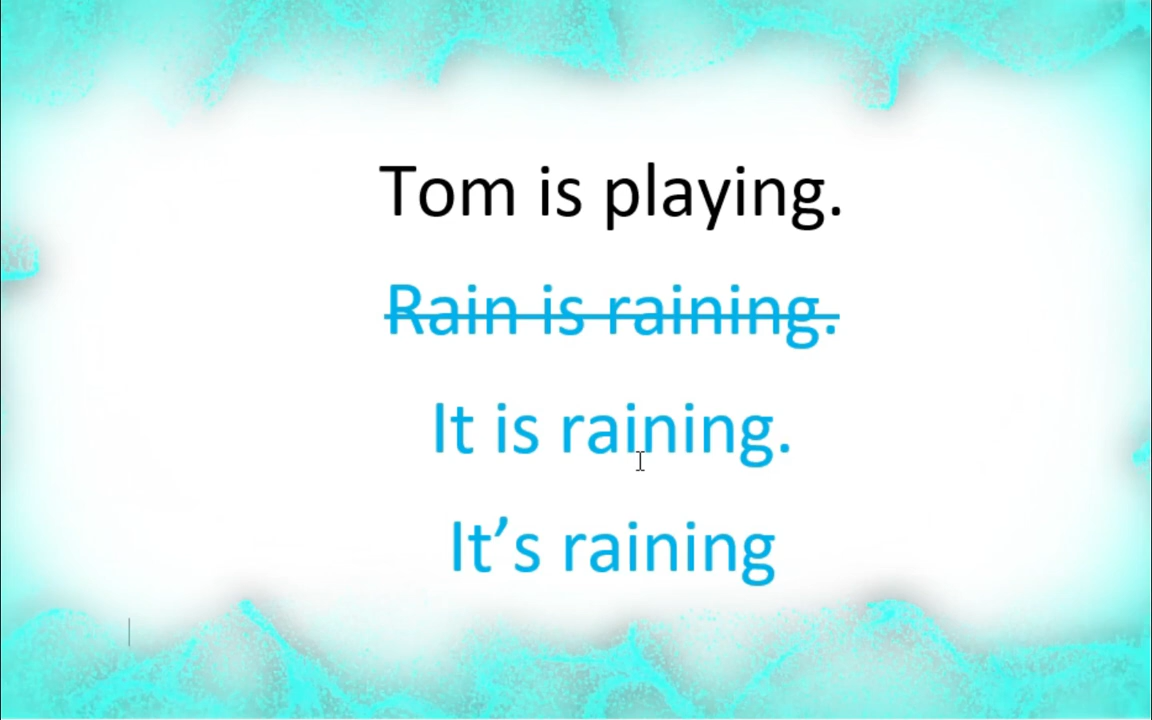 Tom is playing.
Rain is raining.
It is raining.
It’s raining